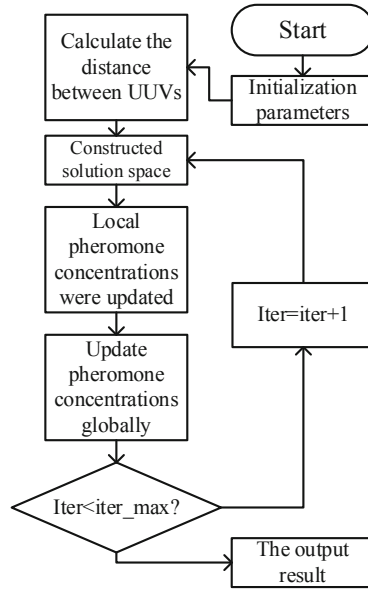 Start
Initialization
parameters
Calculate the
distance
between UUVs
Constructed
solution space
Local
pheromone
concentrations
were updated
Update
pheromone
concentrations
globally
Iter<iter_max?
Iter=iter+1
The output
result